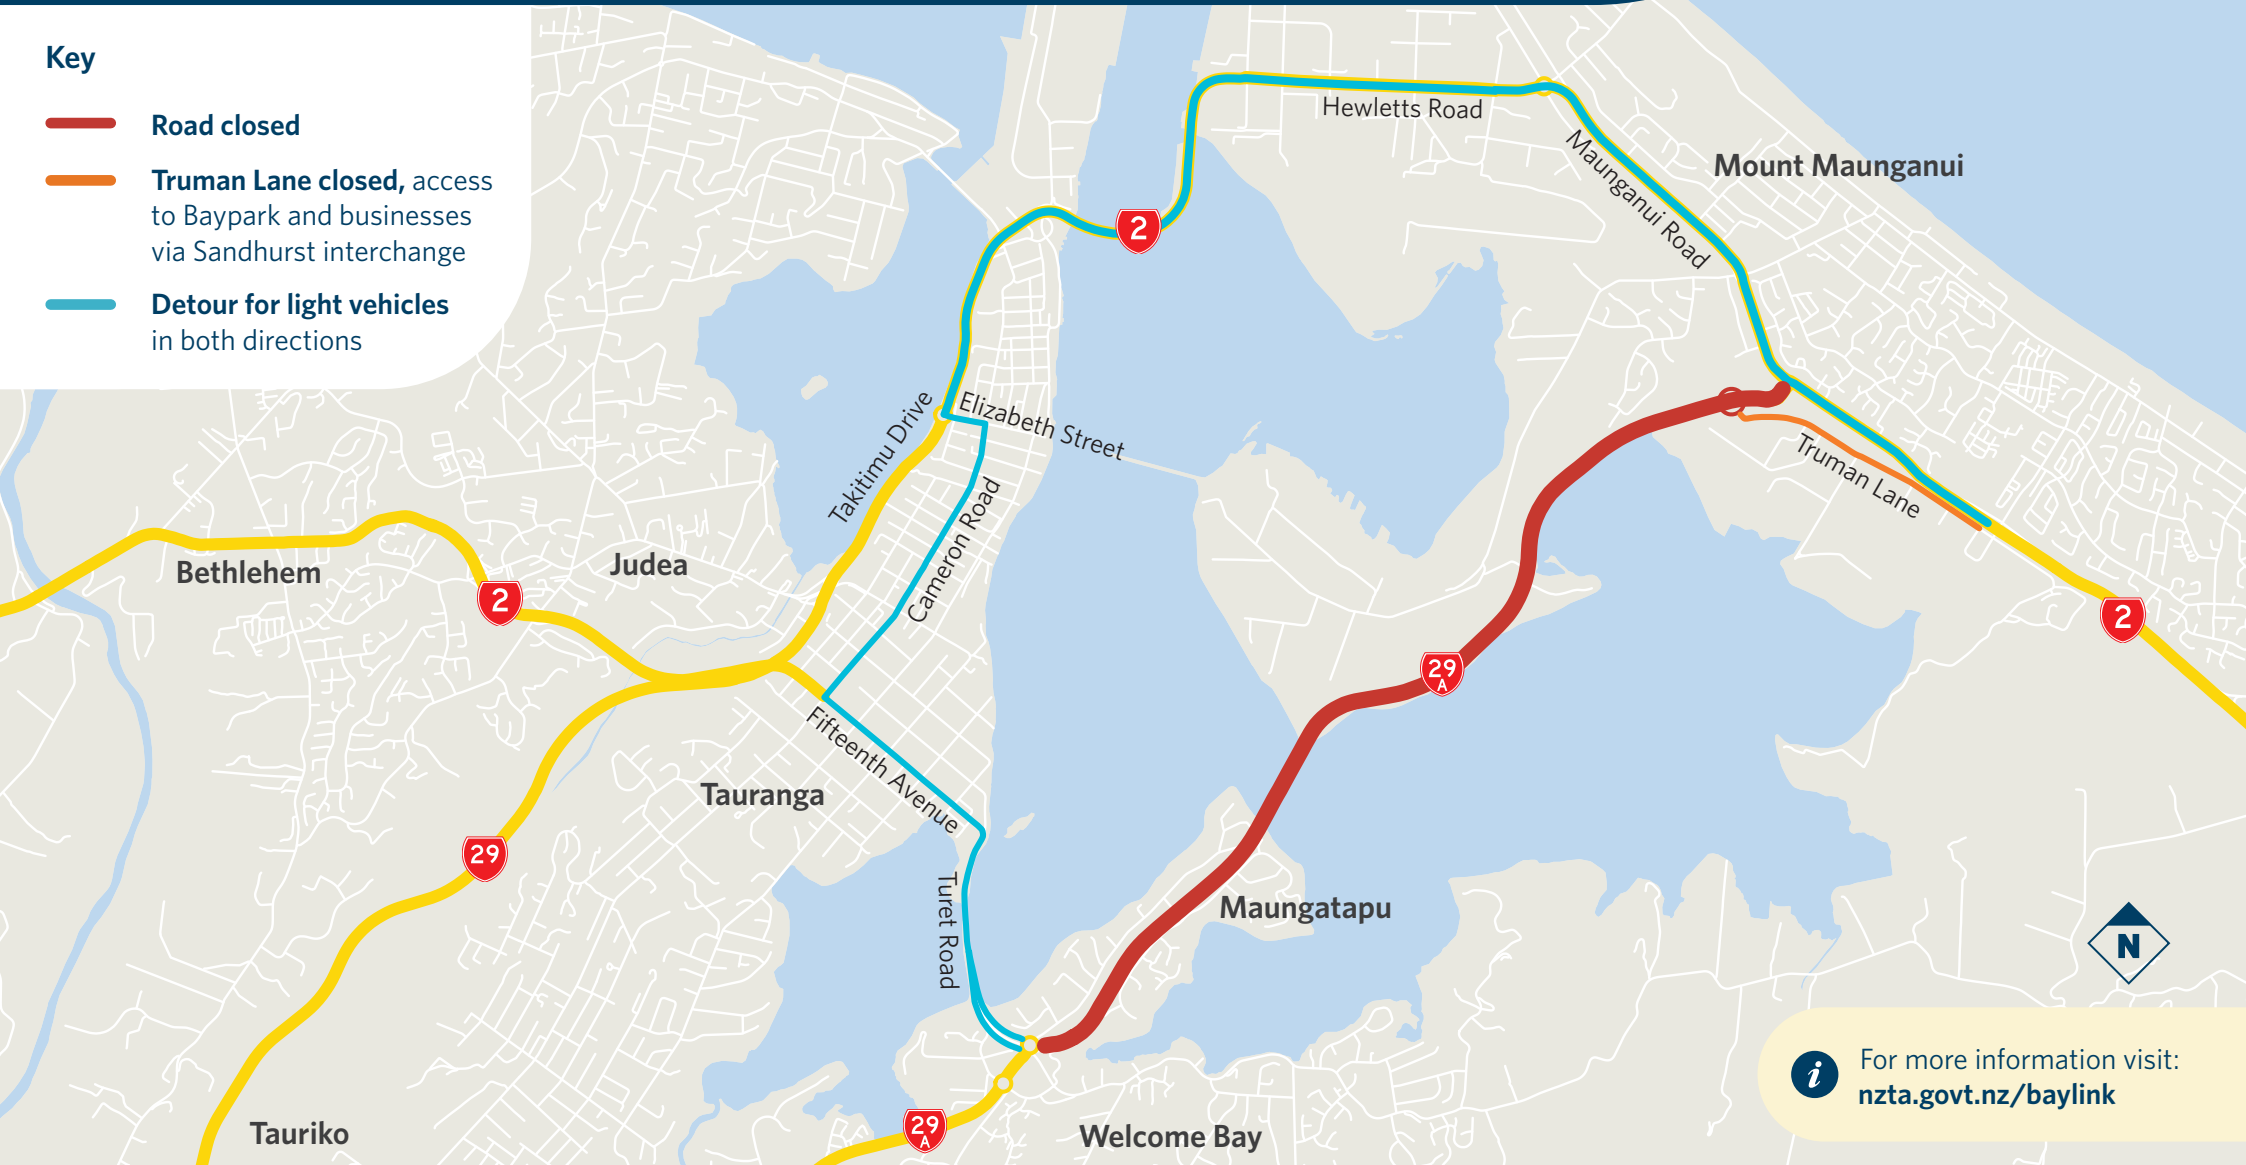 Key
Road closed
Truman Lane closed, access
to Baypark and businesses
via Sandhurst interchange
Detour for light vehicles
in both directions
Hewletts Road
Maunganui Road
Mount Maunganui
2
Elizabeth Street
Takitimu Drive
Cameron Road
Truman Lane
Bethlehem
Judea
2
2
29
A
Fifteenth Avenue
Tauranga
29
Turet Road
Maungatapu
N
For more information visit:
nzta.govt.nz/baylink
i
Tauriko
29
A
Welcome Bay